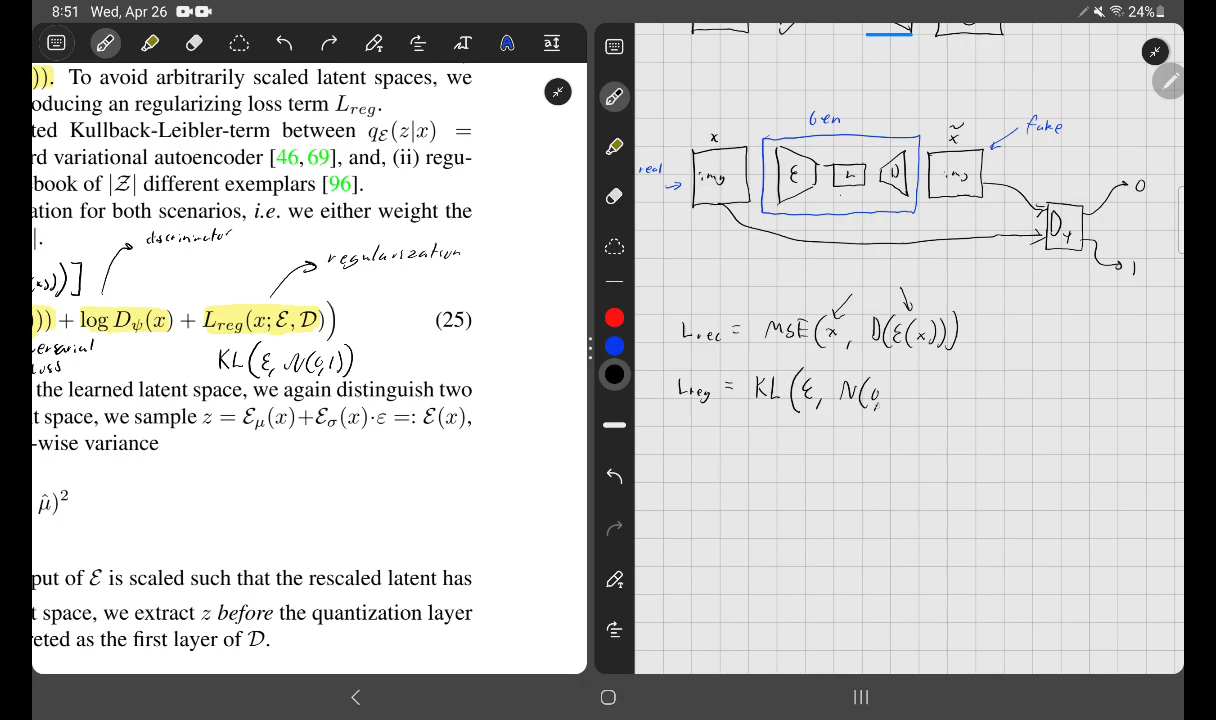 8:51 Wed, Apr 26
24%
)). To avoid arbitrarily scaled latent spaces, we
oducing an regularizing loss term L_reg.
ted Kullback-Leibler-term between q_ℰ(z|x) =
rd variational autoencoder [46, 69], and, (ii) regu-
book of |𝒵| different exemplars [96].
ation for both scenarios, i.e. we either weight the
|.
discriminator
regularization
(x))]
)) + log D_ψ(x) + L_reg(x; ℰ, 𝒟)) (25)
versarial
loss
KL(ℰ, N(0,1))
the learned latent space, we again distinguish two
t space, we sample z = ℰ_μ(x)+ℰ_σ(x)·ε =: ℰ(x),
-wise variance
μ̂)²
put of ℰ is scaled such that the rescaled latent has
t space, we extract z before the quantization layer
reted as the first layer of 𝒟.
Gen
x
x̃
fake
real
img
ℰ
D
img
D_ψ
0
1
L_rec = MSE(x, D(ℰ(x)))
L_reg = KL(ℰ, N(0,